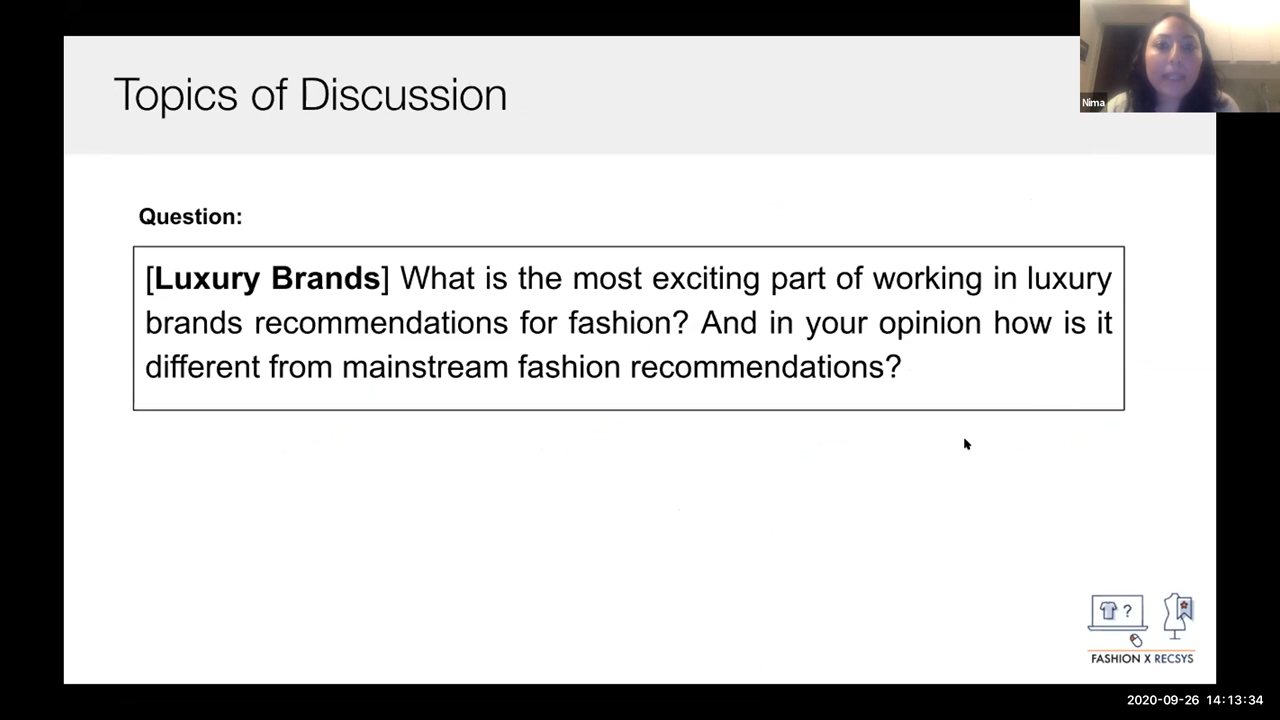 Topics of Discussion
Nima
Question:
[Luxury Brands] What is the most exciting part of working in luxury
brands recommendations for fashion? And in your opinion how is it
different from mainstream fashion recommendations?
?
FASHION X RECSYS
2020-09-26 14:13:34